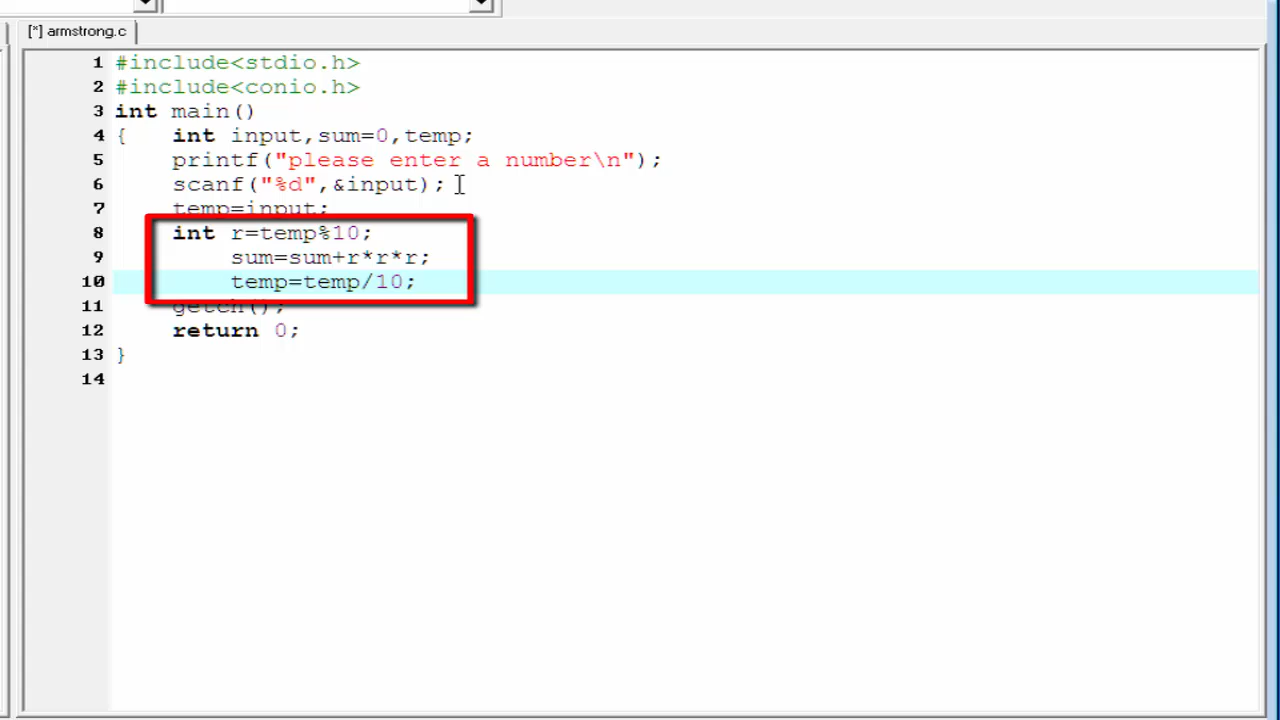 [*] armstrong.c
1 #include<stdio.h>
2 #include<conio.h>
3 int main()
4 {    int input,sum=0,temp;
5     printf("please enter a number\n");
6     scanf("%d",&input);
7     temp=input;
8     int r=temp%10;
9         sum=sum+r*r*r;
10         temp=temp/10;
11     getch();
12     return 0;
13 }
14